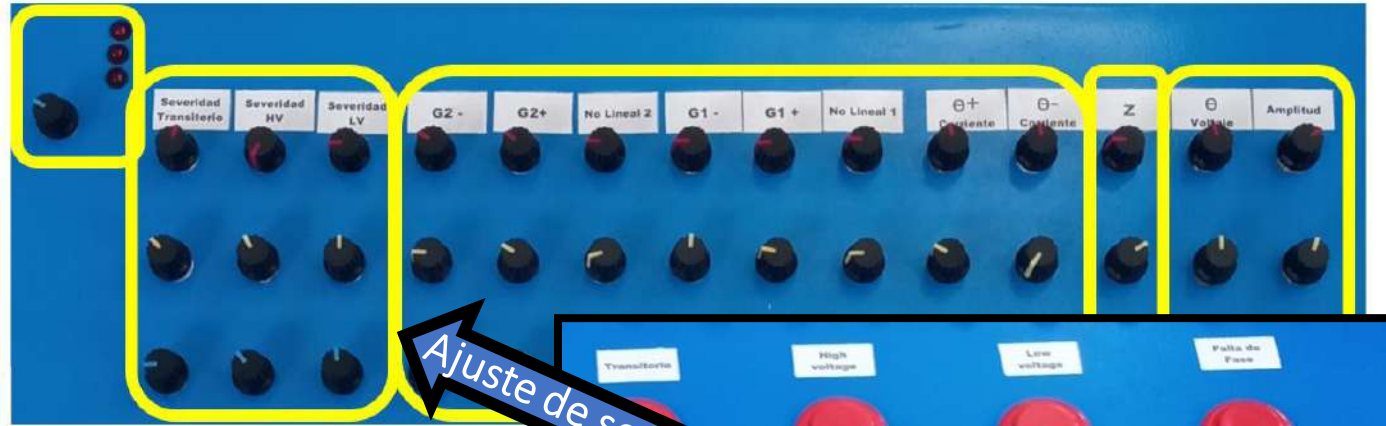 Severidad
Transitorio
Severidad
HV
Severidad
LV
G2 -
G2+
No Lineal 2
G1 -
G1 +
No Lineal 1
θ+
Corriente
θ-
Corriente
Z
θ
Voltaje
Amplitud
Ajuste de
Transitorio
High
voltage
Low
voltage
Falta de
Fase